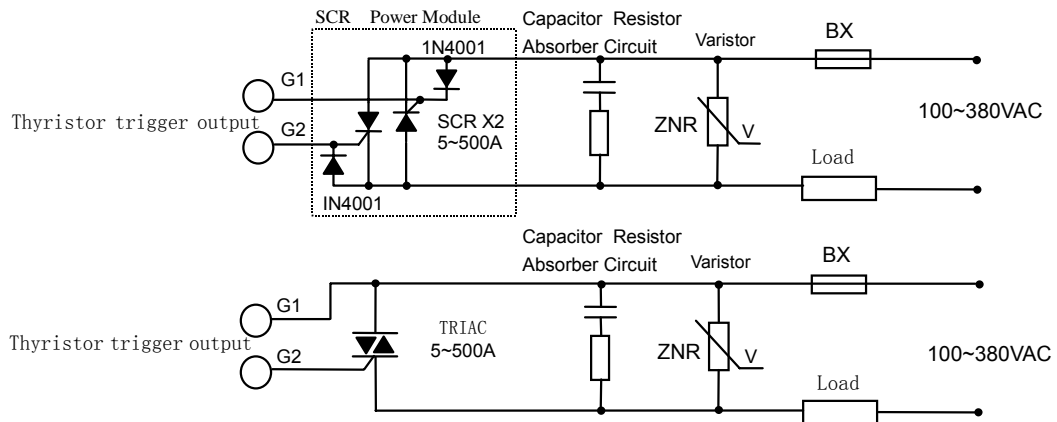 SCR Power Module
Capacitor Resistor
Absorber Circuit
Varistor
BX
1N4001
G1
Thyristor trigger output
G2
SCR X2
5~500A
ZNR
V
100~380VAC
Load
IN4001
Capacitor Resistor
Absorber Circuit
Varistor
BX
G1
Thyristor trigger output
G2
TRIAC
5~500A
ZNR
V
100~380VAC
Load